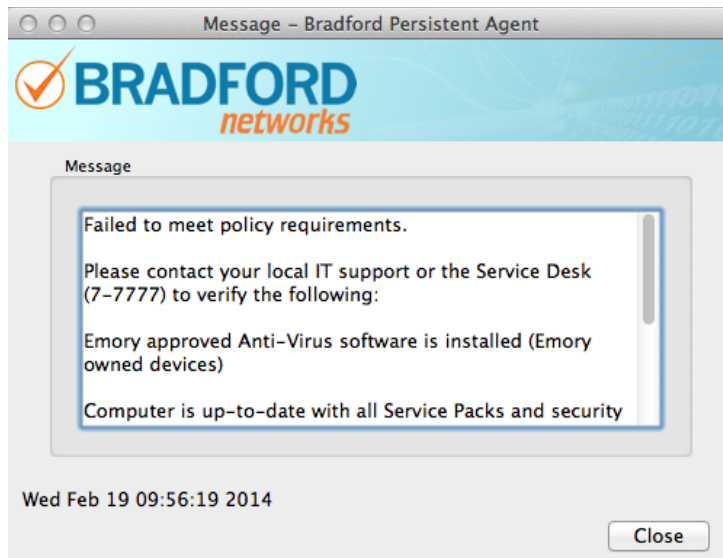 Message – Bradford Persistent Agent
BRADFORD
networks
Message
Failed to meet policy requirements.
Please contact your local IT support or the Service Desk
(7-7777) to verify the following:
Emory approved Anti-Virus software is installed (Emory
owned devices)
Computer is up-to-date with all Service Packs and security
Wed Feb 19 09:56:19 2014
Close